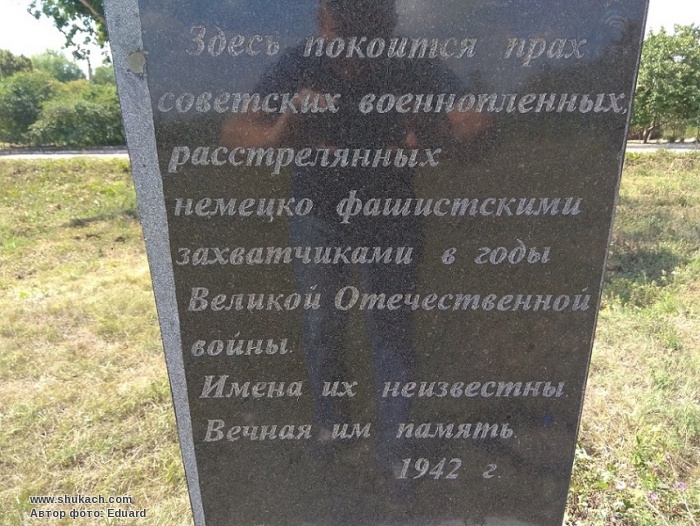 Здесь покоится прах
советских военнопленных,
расстрелянных
немецко фашистскими
захватчиками в годы
Великой Отечественной
войны.
Имена их неизвестны.
Вечная им память.
1942 г.
www.shukach.com
Автор фото: Eduard